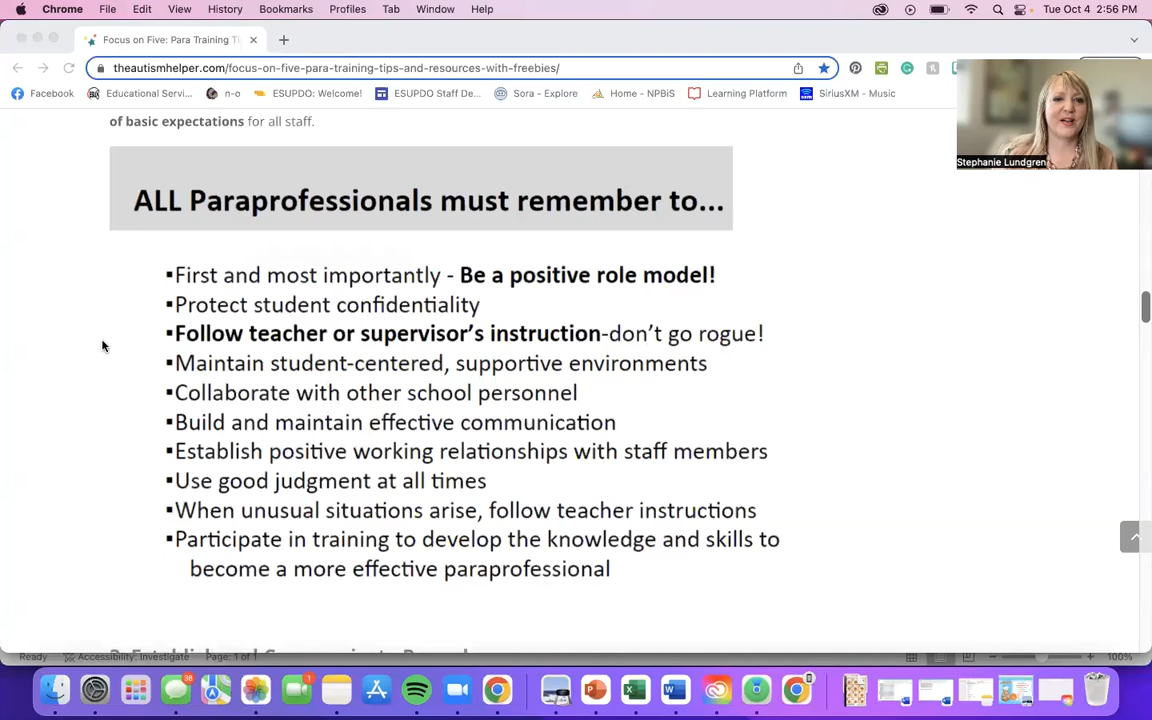 Chrome File Edit View History Bookmarks Profiles Tab Window Help Tue Oct 4 2:56 PM
Focus on Five: Para Training T
theautismhelper.com/focus-on-five-para-training-tips-and-resources-with-freebies/
Facebook Educational Servi... n-o ESUPDO: Welcome! ESUPDO Staff De... Sora - Explore Home - NPBiS Learning Platform SiriusXM - Music
Stephanie Lundgren
of basic expectations for all staff.
ALL Paraprofessionals must remember to...
▪First and most importantly - Be a positive role model!
▪Protect student confidentiality
▪Follow teacher or supervisor's instruction-don't go rogue!
▪Maintain student-centered, supportive environments
▪Collaborate with other school personnel
▪Build and maintain effective communication
▪Establish positive working relationships with staff members
▪Use good judgment at all times
▪When unusual situations arise, follow teacher instructions
▪Participate in training to develop the knowledge and skills to
become a more effective paraprofessional
Ready Accessibility: Investigate Page: 1 of 1 100%
38 1